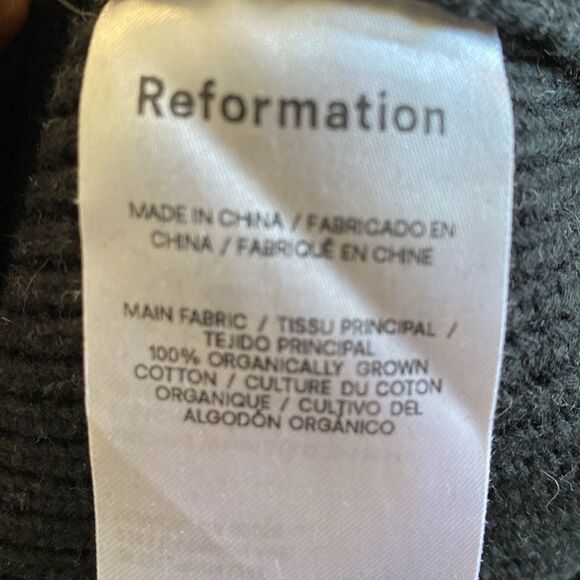 Reformation
MADE IN CHINA / FABRICADO EN
CHINA / FABRIQUÉ EN CHINE
MAIN FABRIC / TISSU PRINCIPAL /
TEJIDO PRINCIPAL
100% ORGANICALLY GROWN
COTTON / CULTURE DU COTON
ORGANIQUE / CULTIVO DEL
ALGODÓN ORGÁNICO